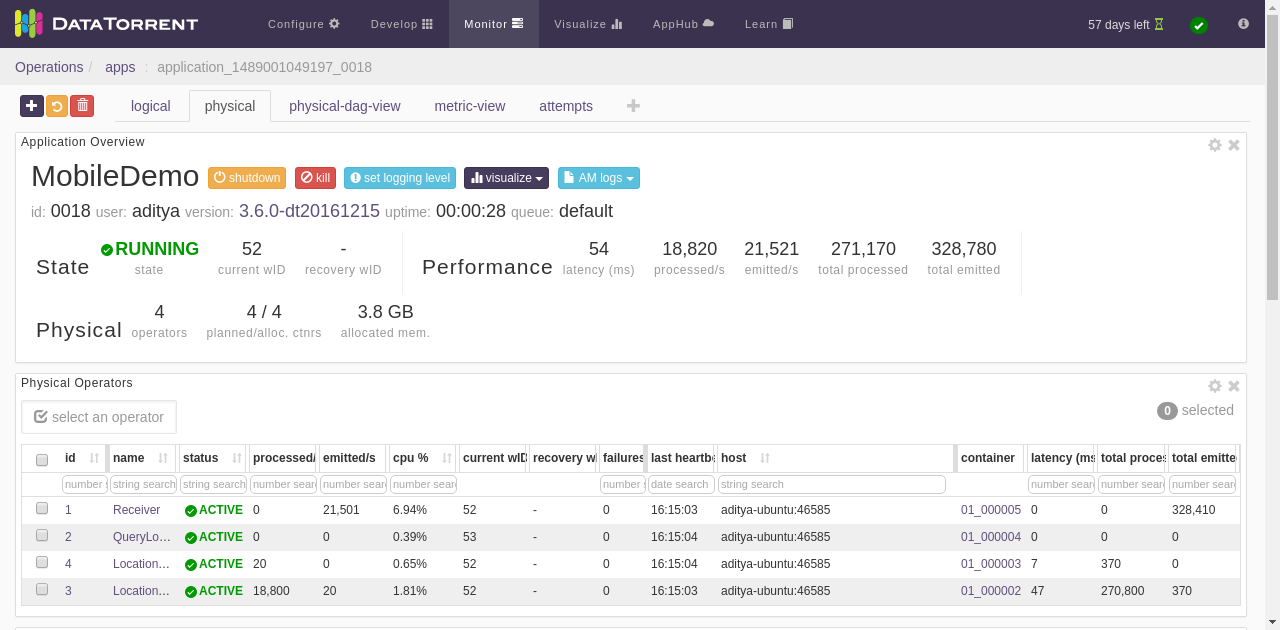 DATATORRENT Configure Develop Monitor Visualize AppHub Learn 57 days left
Operations / apps : application_1489001049197_0018
logical physical physical-dag-view metric-view attempts
Application Overview
MobileDemo shutdown kill set logging level visualize AM logs
id: 0018 user: aditya version: 3.6.0-dt20161215 uptime: 00:00:28 queue: default
State RUNNING state 52 current wID - recovery wID Performance 54 latency (ms) 18,820 processed/s 21,521 emitted/s 271,170 total processed 328,780 total emitted
Physical 4 operators 4 / 4 planned/alloc. ctnrs 3.8 GB allocated mem.
Physical Operators
select an operator 0 selected
id name status processed/ emitted/s cpu % current wID recovery wI failures last heartbe host container latency (ms total proces total emitte
number s string search string search number sear number sear number sear number s date search string search number sear number sear number sear
1 Receiver ACTIVE 0 21,501 6.94% 52 - 0 16:15:03 aditya-ubuntu:46585 01_000005 0 0 328,410
2 QueryLo... ACTIVE 0 0 0.39% 53 - 0 16:15:04 aditya-ubuntu:46585 01_000004 0 0 0
4 Location... ACTIVE 20 0 0.65% 52 - 0 16:15:04 aditya-ubuntu:46585 01_000003 7 370 0
3 Location... ACTIVE 18,800 20 1.81% 52 - 0 16:15:03 aditya-ubuntu:46585 01_000002 47 270,800 370